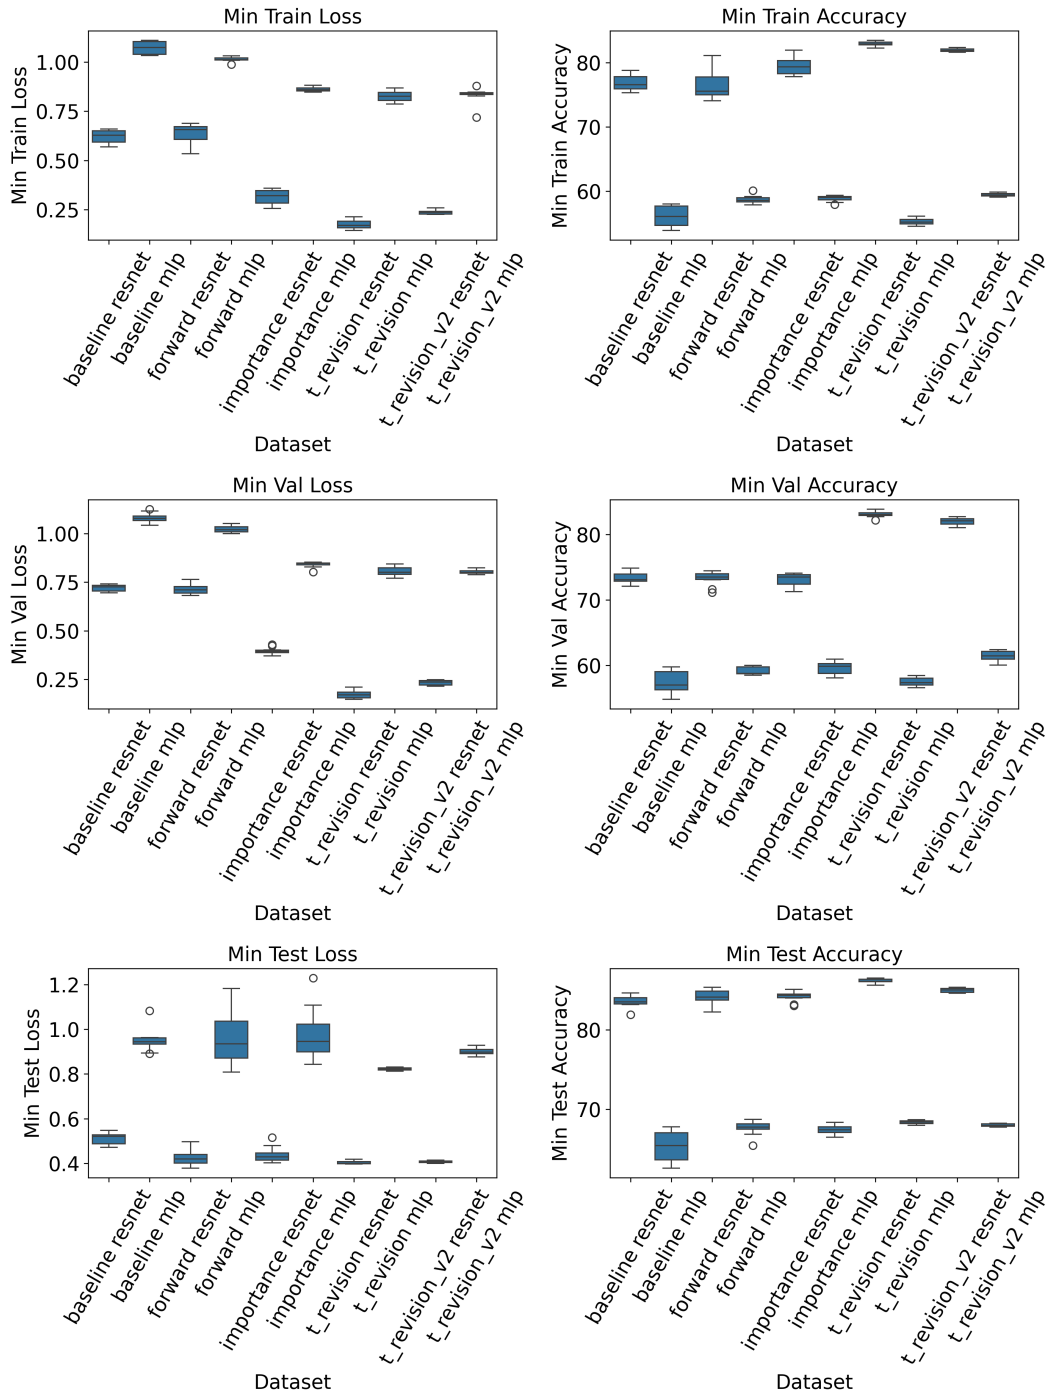 Min Train Loss
Min Train Loss
1.00
0.75
0.50
0.25
baseline resnet
baseline mlp
forward resnet
forward mlp
importance resnet
importance mlp
t_revision resnet
t_revision mlp
t_revision_v2 resnet
t_revision_v2 mlp
Dataset
Min Train Accuracy
Min Train Accuracy
80
70
60
baseline resnet
baseline mlp
forward resnet
forward mlp
importance resnet
importance mlp
t_revision resnet
t_revision mlp
t_revision_v2 resnet
t_revision_v2 mlp
Dataset
Min Val Loss
Min Val Loss
1.00
0.75
0.50
0.25
baseline resnet
baseline mlp
forward resnet
forward mlp
importance resnet
importance mlp
t_revision resnet
t_revision mlp
t_revision_v2 resnet
t_revision_v2 mlp
Dataset
Min Val Accuracy
Min Val Accuracy
80
70
60
baseline resnet
baseline mlp
forward resnet
forward mlp
importance resnet
importance mlp
t_revision resnet
t_revision mlp
t_revision_v2 resnet
t_revision_v2 mlp
Dataset
Min Test Loss
Min Test Loss
1.2
1.0
0.8
0.6
0.4
baseline resnet
baseline mlp
forward resnet
forward mlp
importance resnet
importance mlp
t_revision resnet
t_revision mlp
t_revision_v2 resnet
t_revision_v2 mlp
Dataset
Min Test Accuracy
Min Test Accuracy
80
70
baseline resnet
baseline mlp
forward resnet
forward mlp
importance resnet
importance mlp
t_revision resnet
t_revision mlp
t_revision_v2 resnet
t_revision_v2 mlp
Dataset